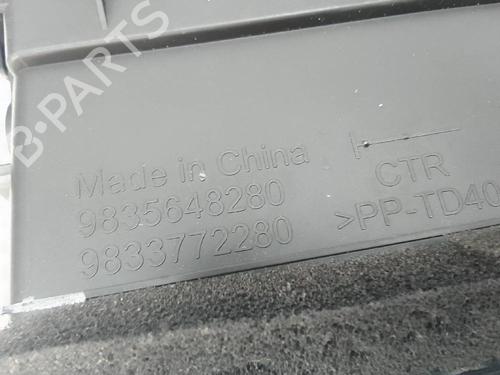 B-PARTS
Made in China
9835648280
9833772280
CTR
>PP-TD40